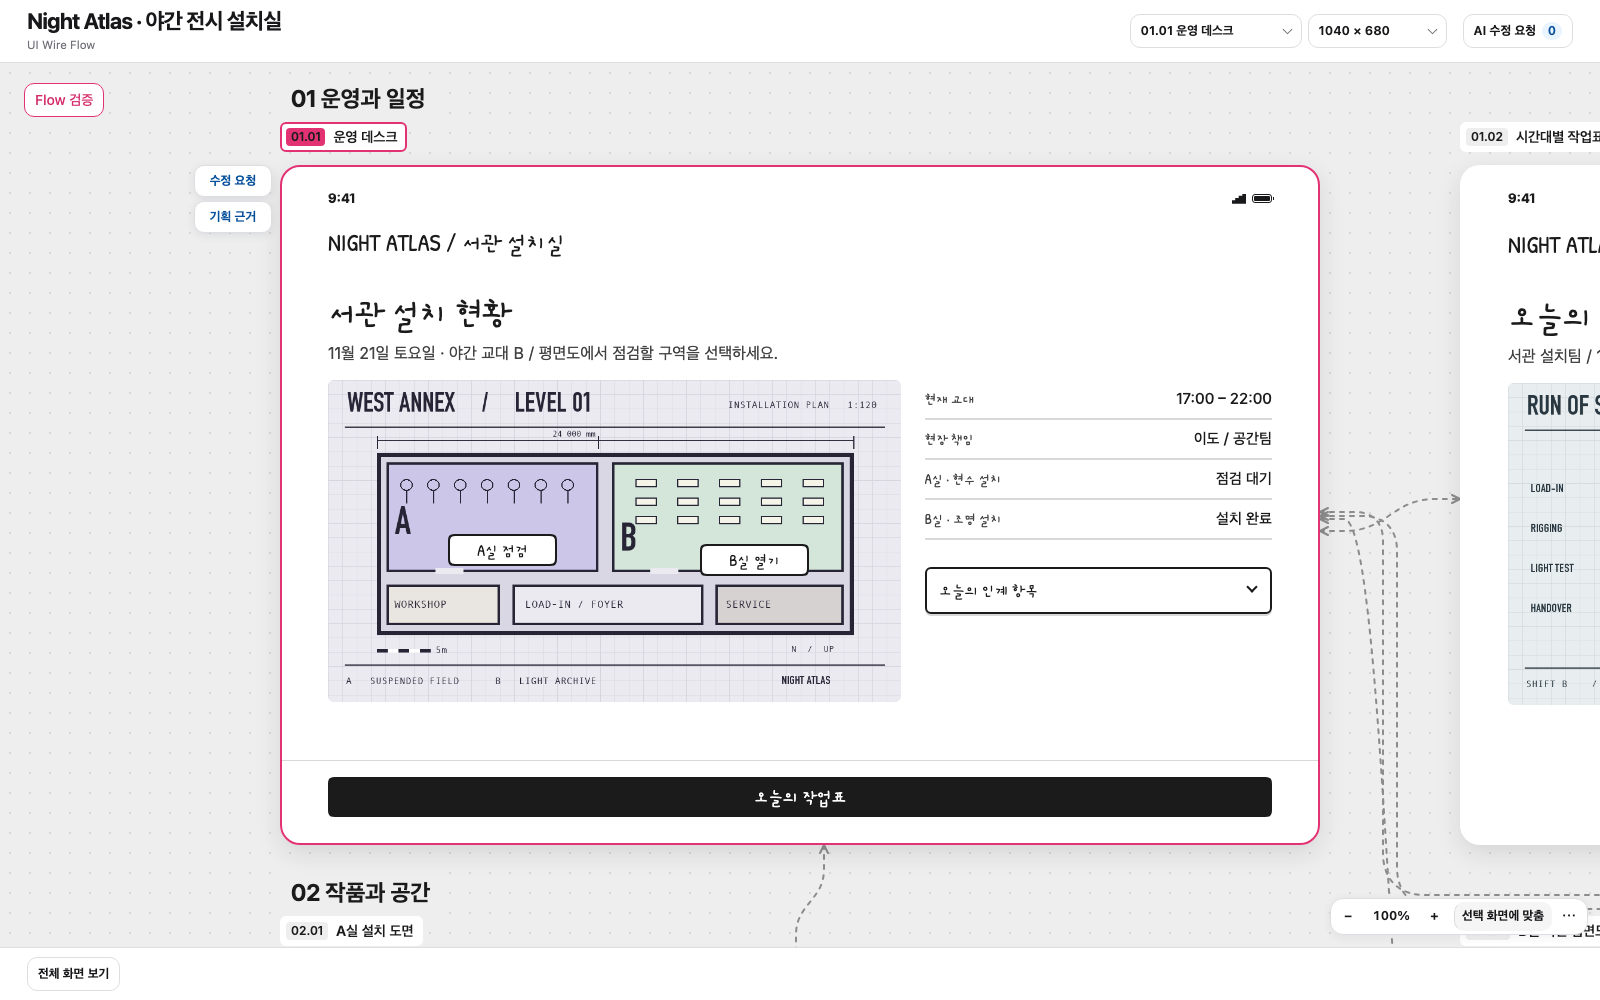 Night Atlas · 야간 전시 설치실
UI Wire Flow
01.01 운영 데스크
1040 × 680
AI 수정 요청 0
Flow 검증
01 운영과 일정
01.01 운영 데스크
01.02 시간대별 작업표
수정 요청
기획 근거
9:41
NIGHT ATLAS / 서관 설치실
서관 설치 현황
11월 21일 토요일 · 야간 교대 B / 평면도에서 점검할 구역을 선택하세요.
WEST ANNEX / LEVEL 01
INSTALLATION PLAN 1:120
24 000 mm
A
A실 점검
B
B실 열기
WORKSHOP
LOAD-IN / FOYER
SERVICE
5m
N / UP
A SUSPENDED FIELD B LIGHT ARCHIVE NIGHT ATLAS
현재 교대 17:00 – 22:00
현장 책임 이도 / 공간팀
A실 · 현수 설치 점검 대기
B실 · 조명 설치 설치 완료
오늘의 인계 항목
오늘의 작업표
9:41
NIGHT ATL
오늘의
서관 설치팀 /
RUN OF S
LOAD-IN
RIGGING
LIGHT TEST
HANDOVER
SHIFT B /
02 작품과 공간
02.01 A실 설치 도면
− 100% + 선택 화면에 맞춤 ···
전체 화면 보기